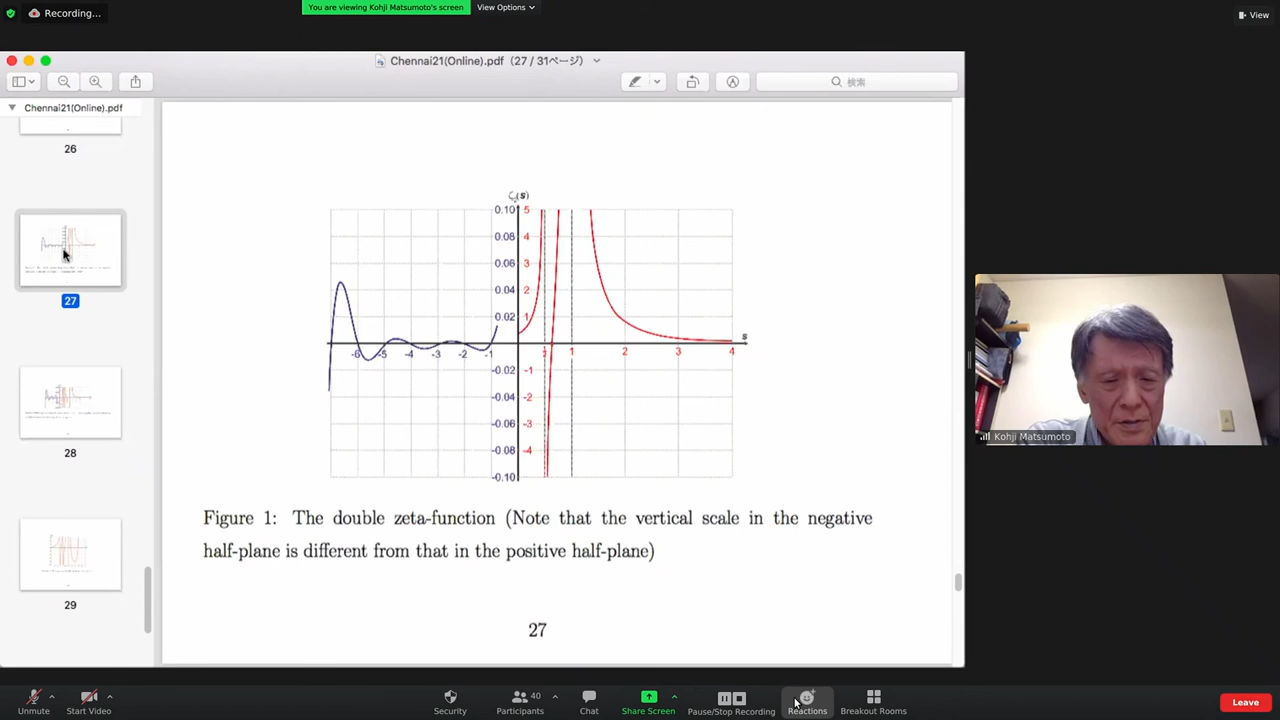 Recording...
You are viewing Kohji Matsumoto's screen
View Options
View
Chennai21(Online).pdf（27 / 31ページ）
検索
Chennai21(Online).pdf
26
27
28
29
ζ₂(s)
0.10 5
0.08 4
0.06 3
0.04 2
0.02 1
s
-6 -5 -4 -3 -2 -1 1 2 3 4
-0.02 -1
-0.04 -2
-0.06 -3
-0.08 -4
-0.10
Figure 1: The double zeta-function (Note that the vertical scale in the negative
half-plane is different from that in the positive half-plane)
27
Kohji Matsumoto
Unmute
Start Video
Security
40
Participants
Chat
Share Screen
Pause/Stop Recording
Reactions
Breakout Rooms
Leave